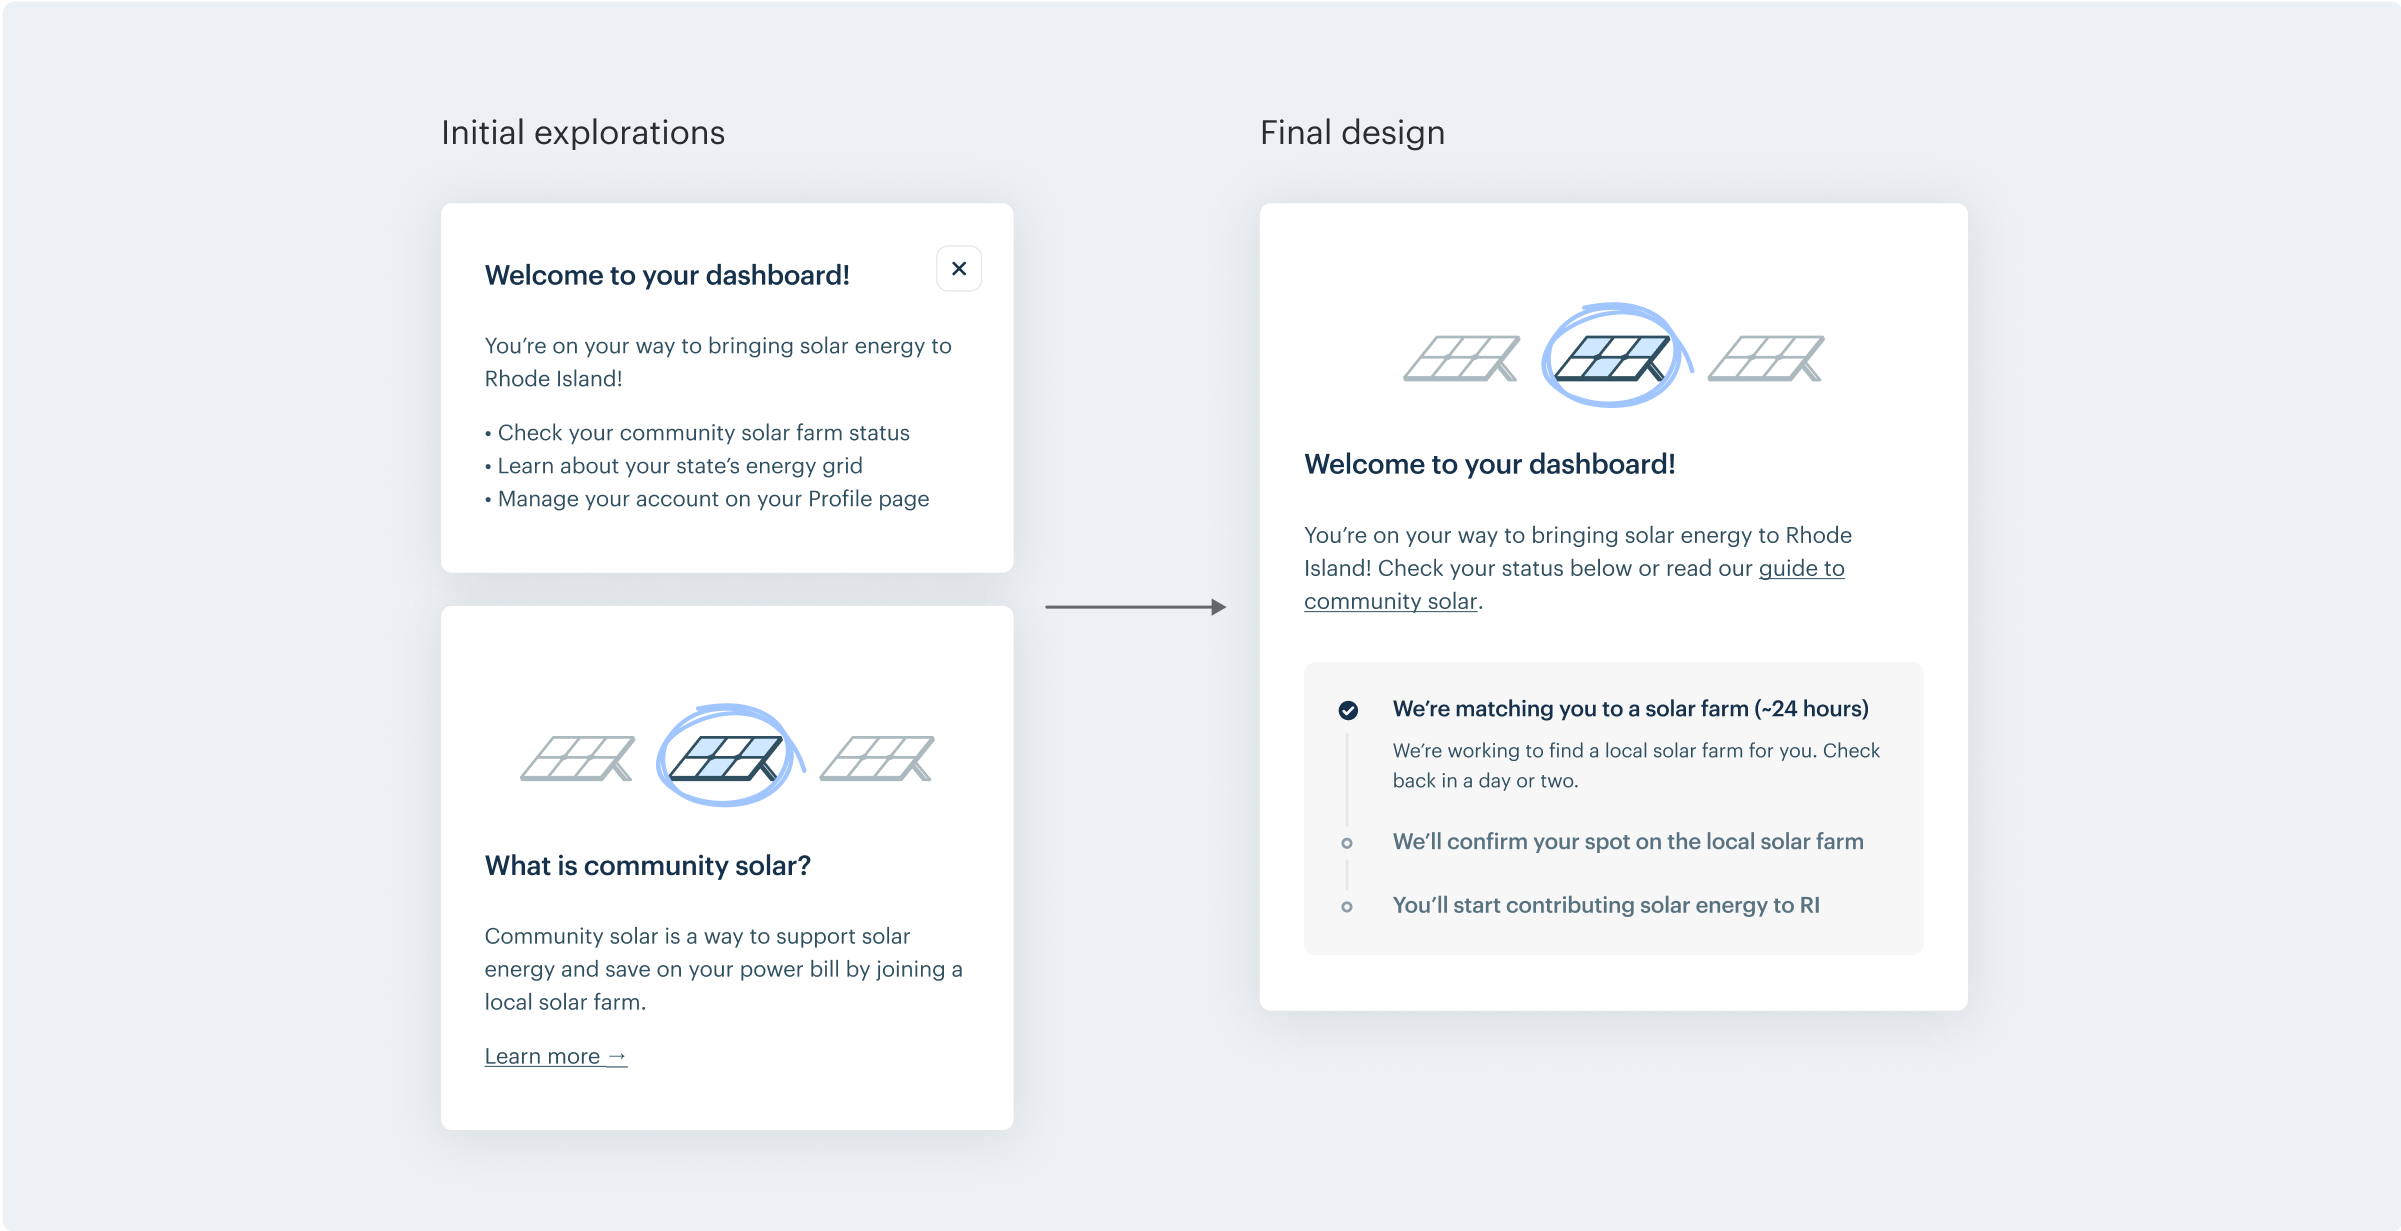 Initial explorations
Welcome to your dashboard!
You’re on your way to bringing solar energy to
Rhode Island!
• Check your community solar farm status
• Learn about your state’s energy grid
• Manage your account on your Profile page
What is community solar?
Community solar is a way to support solar
energy and save on your power bill by joining a
local solar farm.
Learn more →
Final design
Welcome to your dashboard!
You’re on your way to bringing solar energy to Rhode
Island! Check your status below or read our guide to
community solar.
We’re matching you to a solar farm (~24 hours)
We’re working to find a local solar farm for you. Check
back in a day or two.
We’ll confirm your spot on the local solar farm
You’ll start contributing solar energy to RI